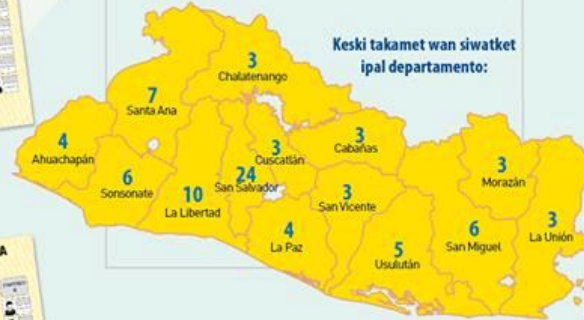 Keski takamet wan siwatket
ipal departamento:
3
Chalatenango
7
Santa Ana
4
Ahuachapán
6
Sonsonate
10
La Libertad
24
San Salvador
3
Cuscatlán
3
Cabañas
3
San Vicente
4
La Paz
5
Usulután
6
San Miguel
3
Morazán
3
La Unión